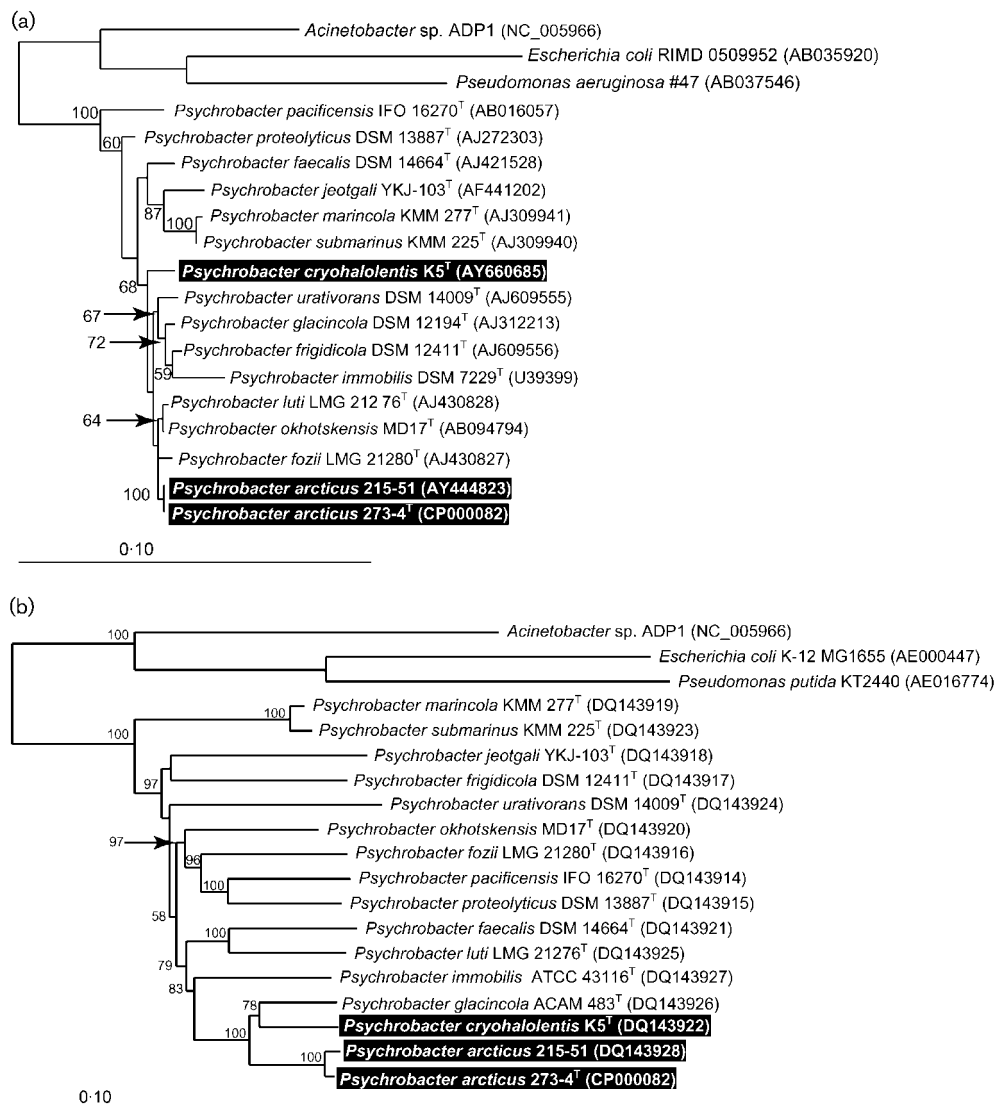 (a)
Acinetobacter sp. ADP1 (NC_005966)
Escherichia coli RIMD 0509952 (AB035920)
Pseudomonas aeruginosa #47 (AB037546)
100
Psychrobacter pacificensis IFO 16270T (AB016057)
60
Psychrobacter proteolyticus DSM 13887T (AJ272303)
Psychrobacter faecalis DSM 14664T (AJ421528)
Psychrobacter jeotgali YKJ-103T (AF441202)
87
Psychrobacter marincola KMM 277T (AJ309941)
100
Psychrobacter submarinus KMM 225T (AJ309940)
Psychrobacter cryohalolentis K5T (AY660685)
68
Psychrobacter urativorans DSM 14009T (AJ609555)
67
Psychrobacter glacincola DSM 12194T (AJ312213)
72
Psychrobacter frigidicola DSM 12411T (AJ609556)
59
Psychrobacter immobilis DSM 7229T (U39399)
Psychrobacter luti LMG 212 76T (AJ430828)
64
Psychrobacter okhotskensis MD17T (AB094794)
Psychrobacter fozii LMG 21280T (AJ430827)
100
Psychrobacter arcticus 215-51 (AY444823)
Psychrobacter arcticus 273-4T (CP000082)
0·10
(b)
100
Acinetobacter sp. ADP1 (NC_005966)
Escherichia coli K-12 MG1655 (AE000447)
Pseudomonas putida KT2440 (AE016774)
100
Psychrobacter marincola KMM 277T (DQ143919)
Psychrobacter submarinus KMM 225T (DQ143923)
100
Psychrobacter jeotgali YKJ-103T (DQ143918)
97
Psychrobacter frigidicola DSM 12411T (DQ143917)
Psychrobacter urativorans DSM 14009T (DQ143924)
Psychrobacter okhotskensis MD17T (DQ143920)
97
96
Psychrobacter fozii LMG 21280T (DQ143916)
100
Psychrobacter pacificensis IFO 16270T (DQ143914)
Psychrobacter proteolyticus DSM 13887T (DQ143915)
58
100
Psychrobacter faecalis DSM 14664T (DQ143921)
Psychrobacter luti LMG 21276T (DQ143925)
79
Psychrobacter immobilis ATCC 43116T (DQ143927)
83
78
Psychrobacter glacincola ACAM 483T (DQ143926)
Psychrobacter cryohalolentis K5T (DQ143922)
100
100
Psychrobacter arcticus 215-51 (DQ143928)
Psychrobacter arcticus 273-4T (CP000082)
0·10